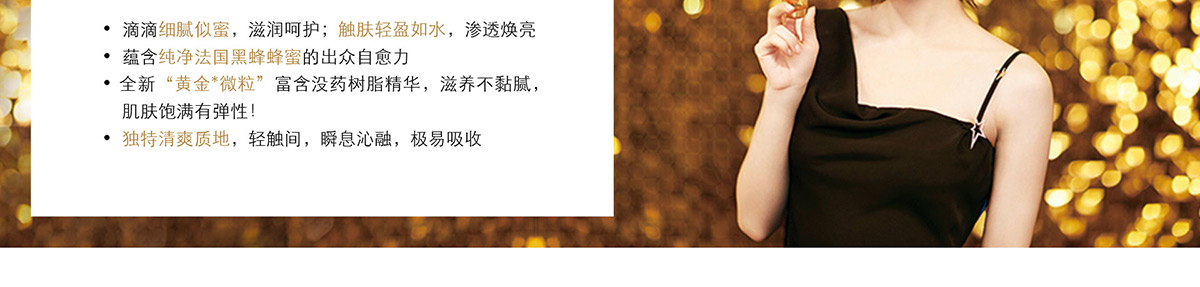 • 滴滴细腻似蜜，滋润呵护；触肤轻盈如水，渗透焕亮
• 蕴含纯净法国黑蜂蜂蜜的出众自愈力
• 全新“黄金*微粒”富含没药树脂精华，滋养不黏腻，
肌肤饱满有弹性！
• 独特清爽质地，轻触间，瞬息沁融，极易吸收